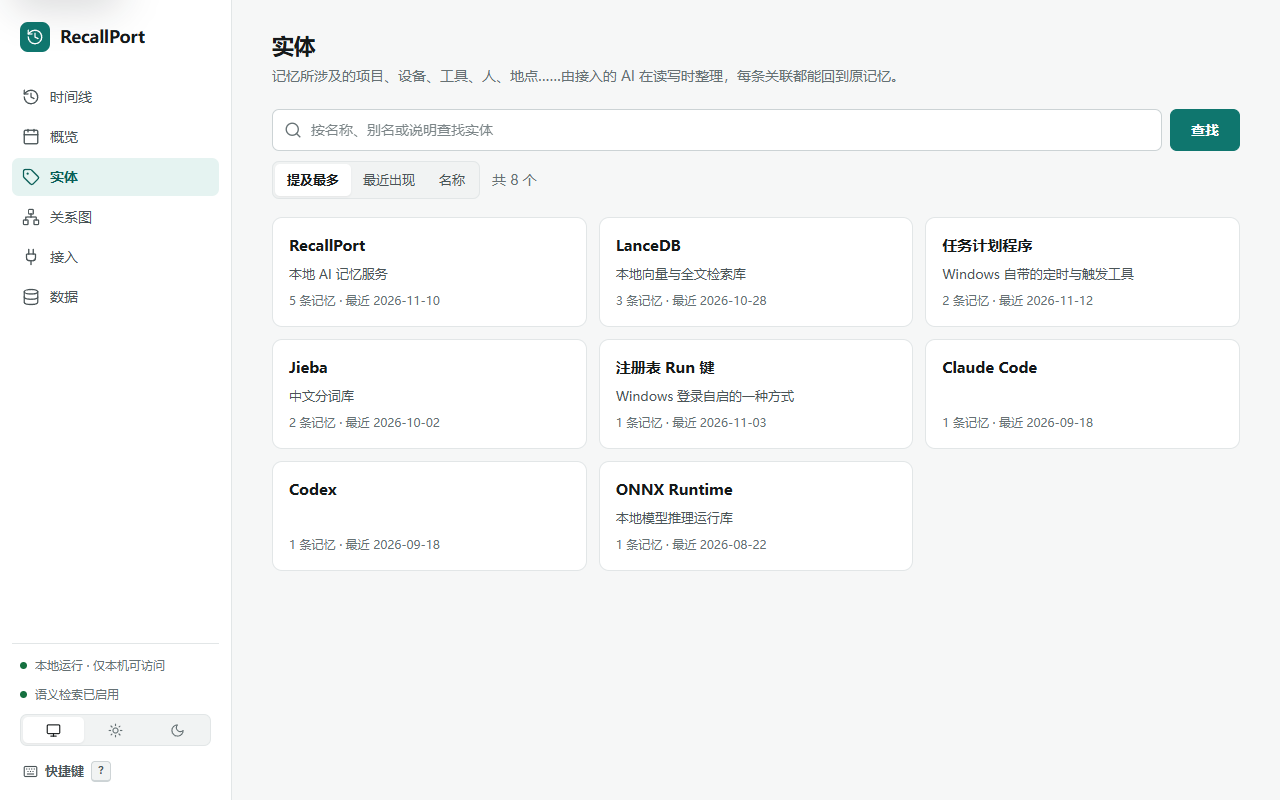 RecallPort
时间线
概览
实体
关系图
接入
数据
本地运行 · 仅本机可访问
语义检索已启用
快捷键 ?
实体
记忆所涉及的项目、设备、工具、人、地点……由接入的 AI 在读写时整理，每条关联都能回到原记忆。
按名称、别名或说明查找实体
查找
提及最多 最近出现 名称 共 8 个
RecallPort
本地 AI 记忆服务
5 条记忆 · 最近 2026-11-10
LanceDB
本地向量与全文检索库
3 条记忆 · 最近 2026-10-28
任务计划程序
Windows 自带的定时与触发工具
2 条记忆 · 最近 2026-11-12
Jieba
中文分词库
2 条记忆 · 最近 2026-10-02
注册表 Run 键
Windows 登录自启的一种方式
1 条记忆 · 最近 2026-11-03
Claude Code
1 条记忆 · 最近 2026-09-18
Codex
1 条记忆 · 最近 2026-09-18
ONNX Runtime
本地模型推理运行库
1 条记忆 · 最近 2026-08-22